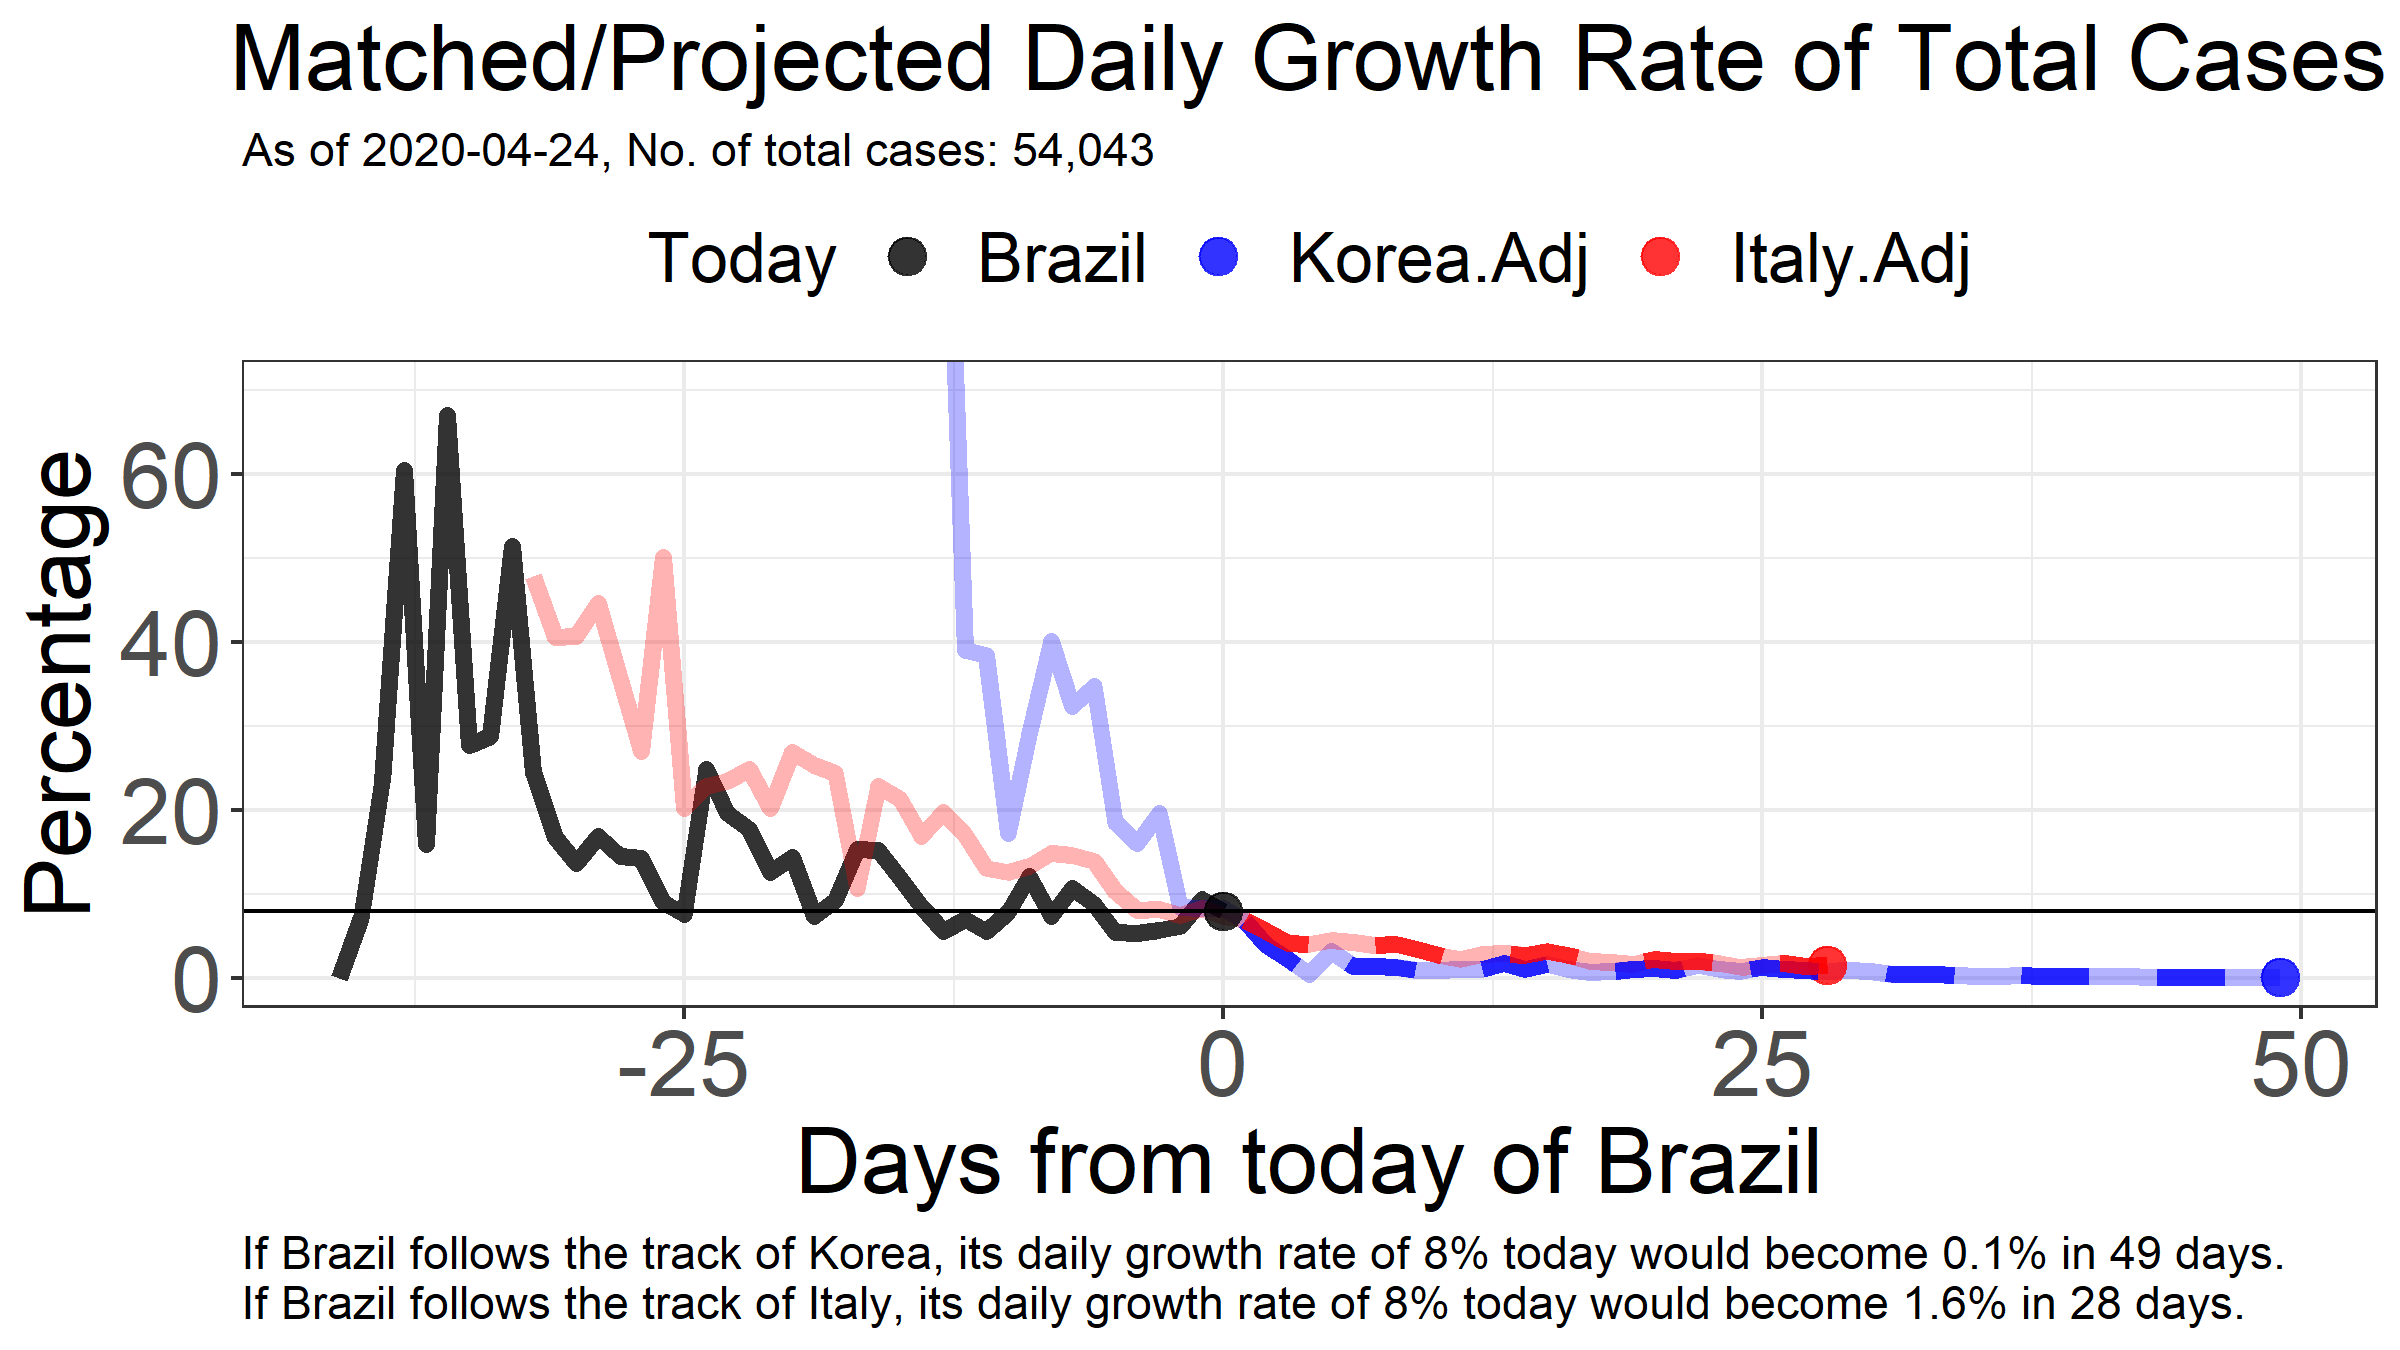 Matched/Projected Daily Growth Rate of Total Cases
As of 2020-04-24, No. of total cases: 54,043
Today Brazil Korea.Adj Italy.Adj
Percentage
60
40
20
0
-25 0 25 50
Days from today of Brazil
If Brazil follows the track of Korea, its daily growth rate of 8% today would become 0.1% in 49 days.
If Brazil follows the track of Italy, its daily growth rate of 8% today would become 1.6% in 28 days.